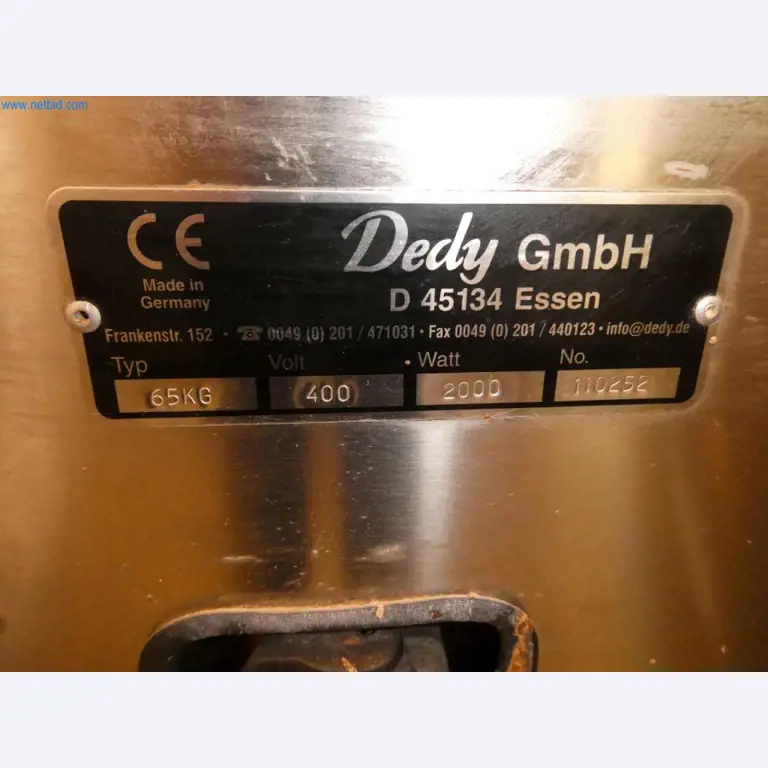 www.netbid.com
CE
Dedy GmbH
Made in
Germany
D 45134 Essen
Frankenstr. 152 · ☎ 0049 (0) 201 / 471031 · Fax 0049 (0) 201 / 440123 · info@dedy.de
Typ Volt Watt No.
65KG 400 2000 110252